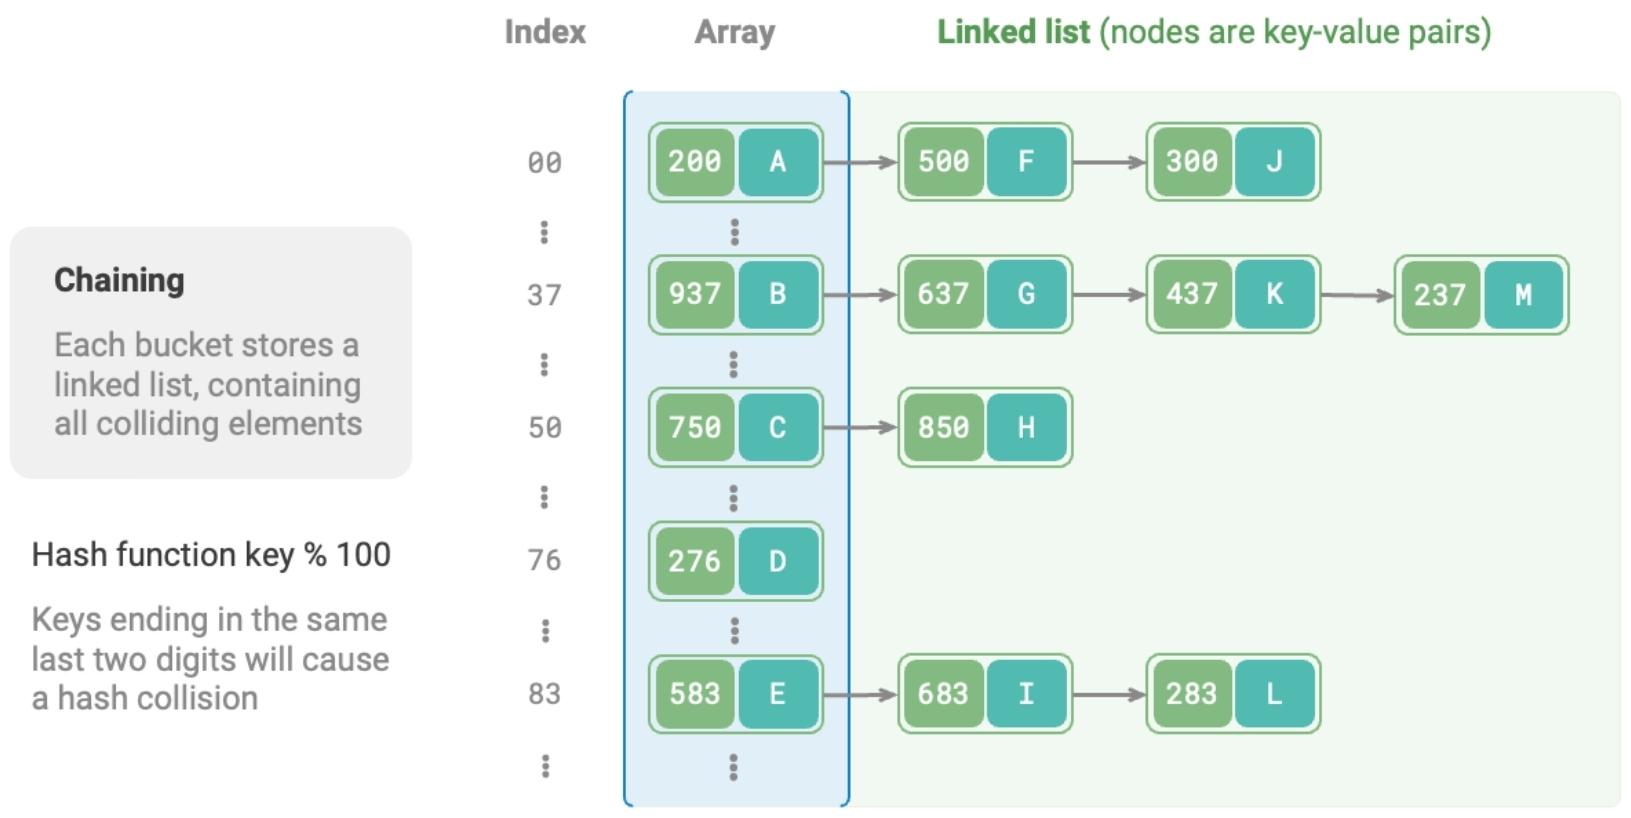 Index Array Linked list (nodes are key-value pairs)
00 200 A 500 F 300 J
37 937 B 637 G 437 K 237 M
50 750 C 850 H
76 276 D
83 583 E 683 I 283 L
Chaining
Each bucket stores a
linked list, containing
all colliding elements
Hash function key % 100
Keys ending in the same
last two digits will cause
a hash collision